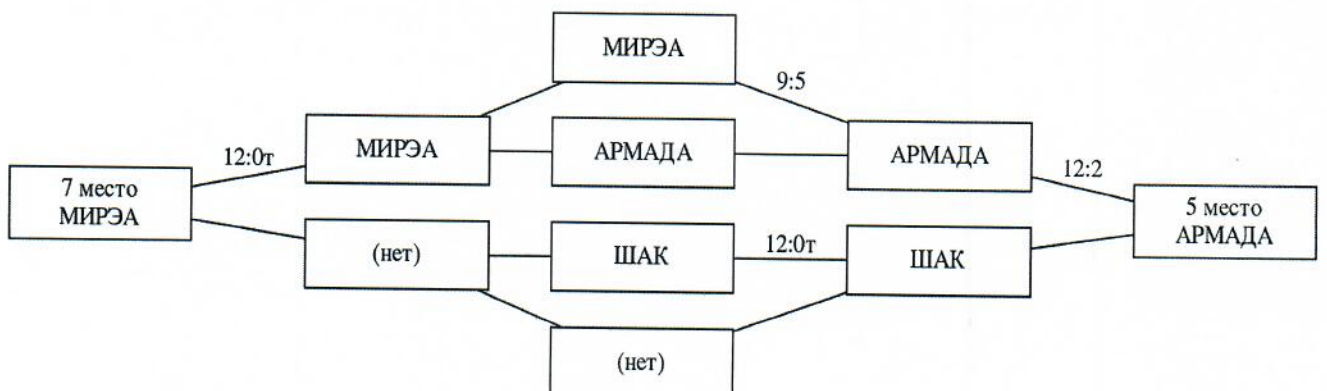 МИРЭА
9:5
12:0т
МИРЭА
АРМАДА
АРМАДА
12:2
7 место
МИРЭА
5 место
АРМАДА
(нет)
ШАК
12:0т
ШАК
(нет)